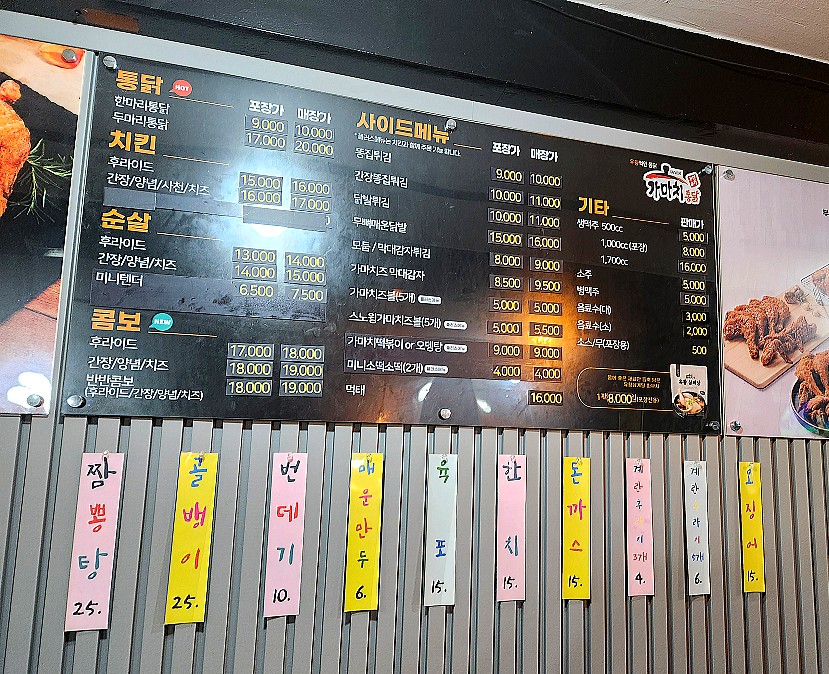 통닭 HOT
포장가 매장가
한마리통닭 9,000 10,000
두마리통닭 17,000 20,000
치킨
후라이드 15,000 16,000
간장/양념/사천/치즈 16,000 17,000
순살
후라이드 13,000 14,000
간장/양념/치즈 14,000 15,000
미니텐더 6,500 7,500
콤보 NEW
후라이드 17,000 18,000
간장/양념/치즈 18,000 19,000
반반콤보 18,000 19,000
(후라이드/간장/양념/치즈)
사이드메뉴
포장가 매장가
똥집튀김 9,000 10,000
간장똥집튀김 10,000 11,000
닭발튀김 10,000 11,000
무뼈매운닭발 15,000 16,000
모둠/막대감자튀김 8,000 9,000
가마치즈 막대감자 8,500 9,500
가마치즈볼(5개) 5,000 5,000
스노윙가마치즈볼(5개) 5,000 5,500
가마치떡볶이 or 오뎅탕 9,000 9,000
미니소떡소떡(2개) 4,000 4,000
먹태 16,000
가마치통닭
기타
판매가
생맥주 500cc 5,000
1,000cc(포장) 8,000
1,700cc 16,000
소주 5,000
병맥주 5,000
음료수(대) 3,000
음료수(소) 2,000
소스/무(포장용) 500
8,000원(포장전용)
짬뽕탕 25.
골뱅이 25.
번데기 10.
매운만두 6.
육포 15.
한치 15.
돈까스 15.
3개 4.
6.
오징어 15.